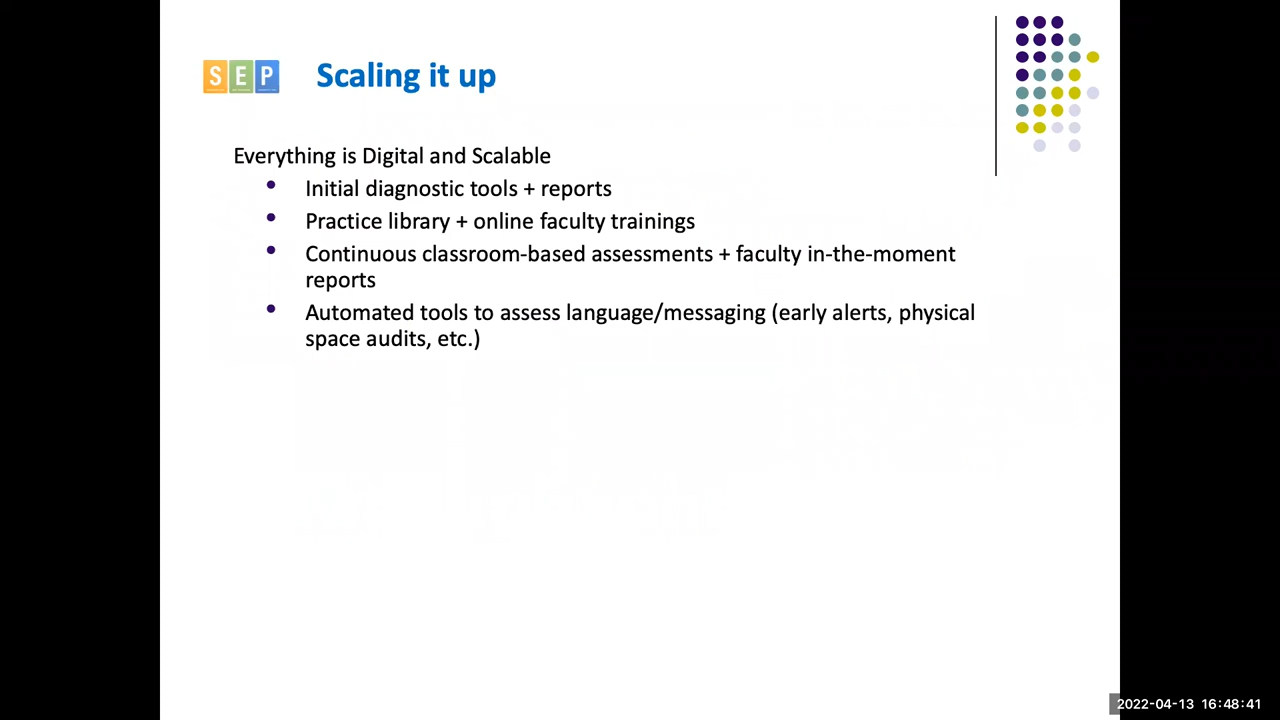 SEP
Scaling it up
Everything is Digital and Scalable
• Initial diagnostic tools + reports
• Practice library + online faculty trainings
• Continuous classroom-based assessments + faculty in-the-moment
reports
• Automated tools to assess language/messaging (early alerts, physical
space audits, etc.)
2022-04-13 16:48:41